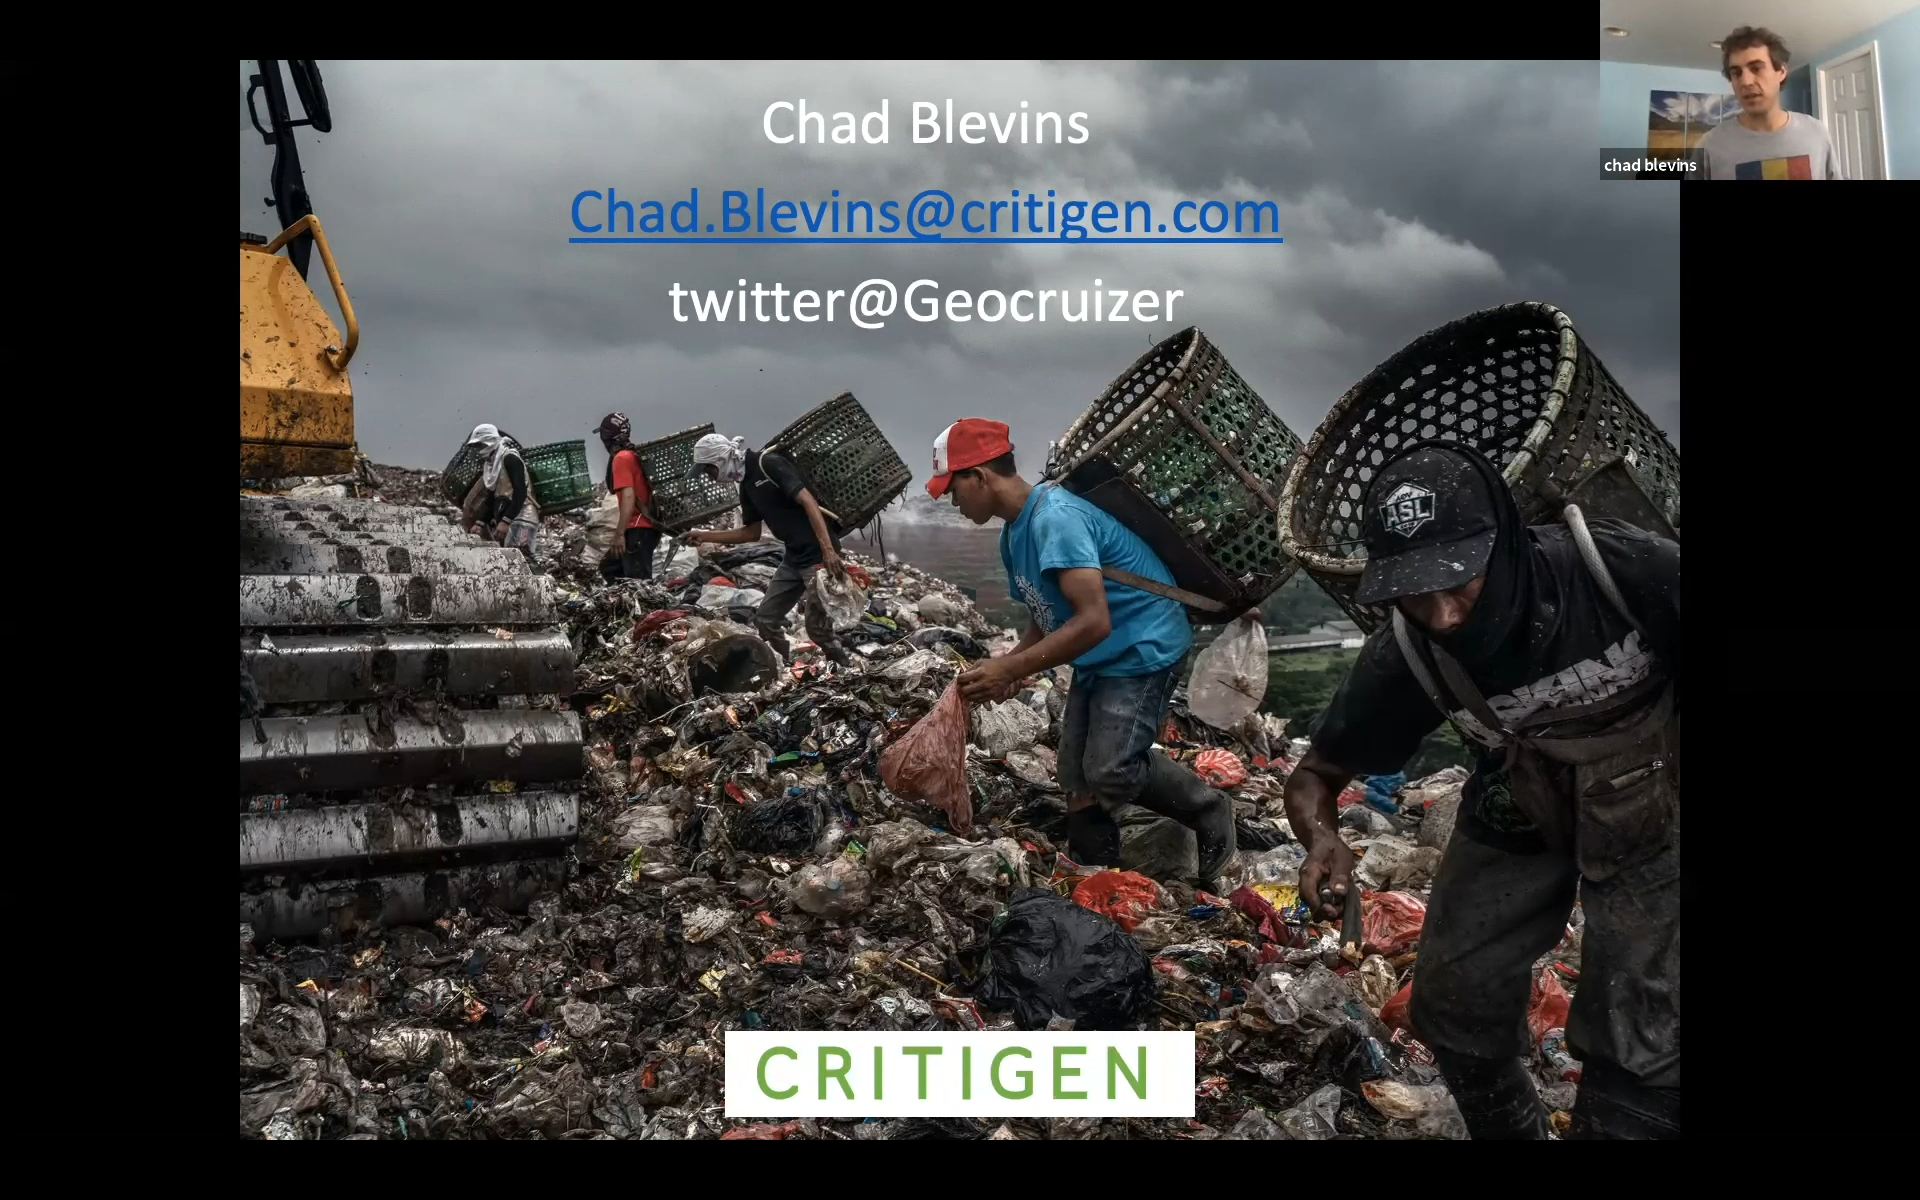 Chad Blevins
Chad.Blevins@critigen.com
twitter@Geocruizer
chad blevins
ASL
CRITIGEN